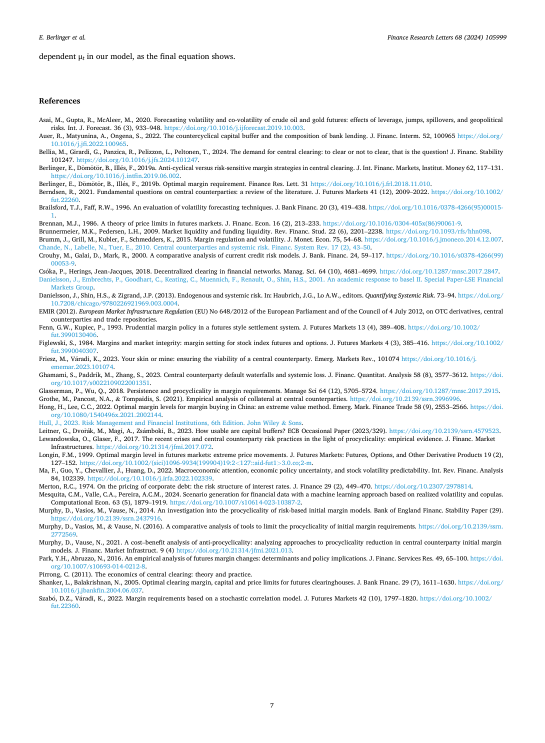 E. Berlinger et al.
Finance Research Letters 68 (2024) 105999
dependent μt in our model, as the final equation shows.
References
Asai, M., Gupta, R., McAleer, M., 2020. Forecasting volatility and co-volatility of crude oil and gold futures: effects of leverage, jumps, spillovers, and geopolitical
risks. Int. J. Forecast. 36 (3), 933–948. https://doi.org/10.1016/j.ijforecast.2019.10.003.
Auer, R., Matyunina, A., Ongena, S., 2022. The countercyclical capital buffer and the composition of bank lending. J. Financ. Interm. 52, 100965 https://doi.org/
10.1016/j.jfi.2022.100965.
Bellia, M., Girardi, G., Panzica, R., Pelizzon, L., Peltonen, T., 2024. The demand for central clearing: to clear or not to clear, that is the question! J. Financ. Stability
101247. https://doi.org/10.1016/j.jfs.2024.101247.
Berlinger, E., Dömötör, B., Illés, F., 2019a. Anti-cyclical versus risk-sensitive margin strategies in central clearing. J. Int. Financ. Markets, Institut. Money 62, 117–131.
https://doi.org/10.1016/j.intfin.2019.06.002.
Berlinger, E., Dömötör, B., Illés, F., 2019b. Optimal margin requirement. Finance Res. Lett. 31 https://doi.org/10.1016/j.frl.2018.11.010.
Berndsen, R., 2021. Fundamental questions on central counterparties: a review of the literature. J. Futures Markets 41 (12), 2009–2022. https://doi.org/10.1002/
fut.22260.
Brailsford, T.J., Faff, R.W., 1996. An evaluation of volatility forecasting techniques. J. Bank Financ. 20 (3), 419–438. https://doi.org/10.1016/0378-4266(95)00015-
1.
Brennan, M.J., 1986. A theory of price limits in futures markets. J. Financ. Econ. 16 (2), 213–233. https://doi.org/10.1016/0304-405x(86)90061-9.
Brunnermeier, M.K., Pedersen, L.H., 2009. Market liquidity and funding liquidity. Rev. Financ. Stud. 22 (6), 2201–2238. https://doi.org/10.1093/rfs/hhn098.
Brumm, J., Grill, M., Kubler, F., Schmedders, K., 2015. Margin regulation and volatility. J. Monet. Econ. 75, 54–68. https://doi.org/10.1016/j.jmoneco.2014.12.007.
Chande, N., Labelle, N., Tuer, E., 2010. Central counterparties and systemic risk. Financ. System Rev. 17 (2), 43–50.
Crouhy, M., Galai, D., Mark, R., 2000. A comparative analysis of current credit risk models. J. Bank. Financ. 24, 59–117. https://doi.org/10.1016/s0378-4266(99)
00053-9.
Csóka, P., Herings, Jean-Jacques, 2018. Decentralized clearing in financial networks. Manag. Sci. 64 (10), 4681–4699. https://doi.org/10.1287/mnsc.2017.2847.
Danielsson, J., Embrechts, P., Goodhart, C., Keating, C., Muennich, F., Renault, O., Shin, H.S., 2001. An academic response to basel II. Special Paper-LSE Financial
Markets Group.
Danielsson, J., Shin, H.S., & Zigrand, J.P. (2013). Endogenous and systemic risk. In: Haubrich, J.G., Lo A.W., editors. Quantifying Systemic Risk. 73–94. https://doi.org/
10.7208/chicago/9780226921969.003.0003.
EMIR (2012). European Market Infrastructure Regulation (EU) No 648/2012 of the European Parliament and of the Council of 4 July 2012, on OTC derivatives, central
counterparties and trade repositories.
Fenn, G.W., Kupiec, P., 1993. Prudential margin policy in a futures style settlement system. J. Futures Markets 13 (4), 389–408. https://doi.org/10.1002/
fut.3990130406.
Figlewski, S., 1984. Margins and market integrity: margin setting for stock index futures and options. J. Futures Markets 4 (3), 385–416. https://doi.org/10.1002/
fut.3990040307.
Friesz, M., Váradi, K., 2023. Your skin or mine: ensuring the viability of a central counterparty. Emerg. Markets Rev., 101074 https://doi.org/10.1016/j.
ememar.2023.101074.
Ghamami, S., Paddrik, M., Zhang, S., 2023. Central counterparty default waterfalls and systemic loss. J. Financ. Quantitat. Analysis 58 (8), 3577–3612. https://doi.
org/10.1017/s0022109022001351.
Glasserman, P., Wu, Q., 2018. Persistence and procyclicality in margin requirements. Manage Sci 64 (12), 5705–5724. https://doi.org/10.1287/mnsc.2017.2915.
Grothe, M., Pancost, N.A., & Tompaidis, S. (2021). Empirical analysis of collateral at central counterparties. https://doi.org/10.2139/ssrn.3996996.
Hong, H., Lee, C.C., 2022. Optimal margin levels for margin buying in China: an extreme value method. Emerg. Mark. Finance Trade 58 (9), 2553–2566. https://doi.
org/10.1080/1540496x.2021.2002144.
Hull, J., 2023. Risk Management and Financial Institutions, 6th Edition. John Wiley & Sons.
Leitner, G., Dvořák, M., Magi, A., Zsámboki, B., 2023. How usable are capital buffers? ECB Occasional Paper (2023/329). https://doi.org/10.2139/ssrn.4579523.
Lewandowska, O., Glaser, F., 2017. The recent crises and central counterparty risk practices in the light of procyclicality: empirical evidence. J. Financ. Market
Infrastructures. https://doi.org/10.21314/jfmi.2017.072.
Longin, F.M., 1999. Optimal margin level in futures markets: extreme price movements. J. Futures Markets: Futures, Options, and Other Derivative Products 19 (2),
127–152. https://doi.org/10.1002/(sici)1096-9934(199904)19:2<127::aid-fut1>3.0.co;2-m.
Ma, F., Guo, Y., Chevallier, J., Huang, D., 2022. Macroeconomic attention, economic policy uncertainty, and stock volatility predictability. Int. Rev. Financ. Analysis
84, 102339. https://doi.org/10.1016/j.irfa.2022.102339.
Merton, R.C., 1974. On the pricing of corporate debt: the risk structure of interest rates. J. Finance 29 (2), 449–470. https://doi.org/10.2307/2978814.
Mesquita, C.M., Valle, C.A., Pereira, A.C.M., 2024. Scenario generation for financial data with a machine learning approach based on realized volatility and copulas.
Computational Econ. 63 (5), 1879–1919. https://doi.org/10.1007/s10614-023-10387-2.
Murphy, D., Vasios, M., Vause, N., 2014. An investigation into the procyclicality of risk-based initial margin models. Bank of England Financ. Stability Paper (29).
https://doi.org/10.2139/ssrn.2437916.
Murphy, D., Vasios, M., & Vause, N. (2016). A comparative analysis of tools to limit the procyclicality of initial margin requirements. https://doi.org/10.2139/ssrn.
2772569.
Murphy, D., Vause, N., 2021. A cost–benefit analysis of anti-procyclicality: analyzing approaches to procyclicality reduction in central counterparty initial margin
models. J. Financ. Market Infrastruct. 9 (4) https://doi.org/10.21314/jfmi.2021.013.
Park, Y.H., Abruzzo, N., 2016. An empirical analysis of futures margin changes: determinants and policy implications. J. Financ. Services Res. 49, 65–100. https://doi.
org/10.1007/s10693-014-0212-8.
Pirrong, C. (2011). The economics of central clearing: theory and practice.
Shanker, L., Balakrishnan, N., 2005. Optimal clearing margin, capital and price limits for futures clearinghouses. J. Bank Financ. 29 (7), 1611–1630. https://doi.org/
10.1016/j.jbankfin.2004.06.037.
Szabó, D.Z., Váradi, K., 2022. Margin requirements based on a stochastic correlation model. J. Futures Markets 42 (10), 1797–1820. https://doi.org/10.1002/
fut.22360.
7